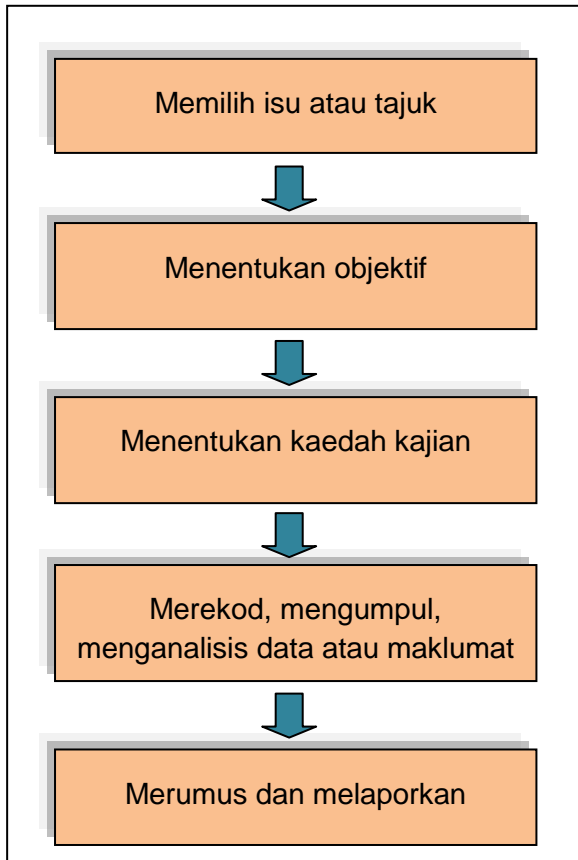 Memilih isu atau tajuk
Menentukan objektif
Menentukan kaedah kajian
Merekod, mengumpul,
menganalisis data atau maklumat
Merumus dan melaporkan